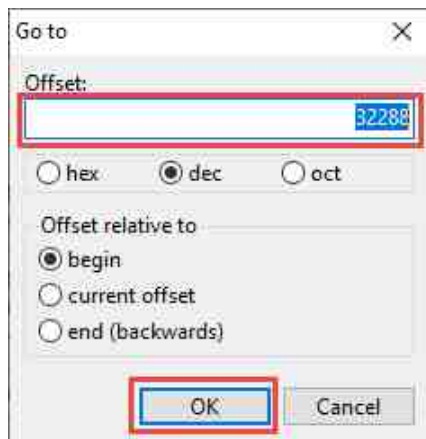 Go to
Offset:
32288
hex dec oct
Offset relative to
begin
current offset
end (backwards)
OK Cancel